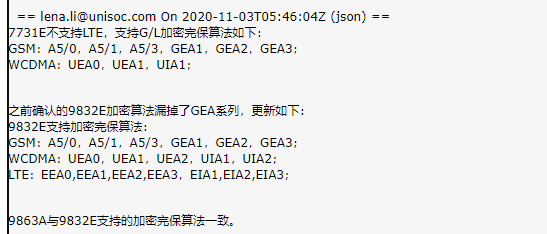 == lena.li@unisoc.com On 2020-11-03T05:46:04Z (json) ==
7731E不支持LTE，支持G/L加密完保算法如下:
GSM：A5/0，A5/1，A5/3，GEA1，GEA2，GEA3；
WCDMA：UEA0，UEA1，UIA1；
之前确认的9832E加密算法漏掉了GEA系列，更新如下:
9832E支持加密完保算法:
GSM：A5/0，A5/1，A5/3，GEA1，GEA2，GEA3；
WCDMA：UEA0，UEA1，UEA2，UIA1，UIA2；
LTE：EEA0,EEA1,EEA2,EEA3，EIA1,EIA2,EIA3；
9863A与9832E支持的加密完保算法一致。